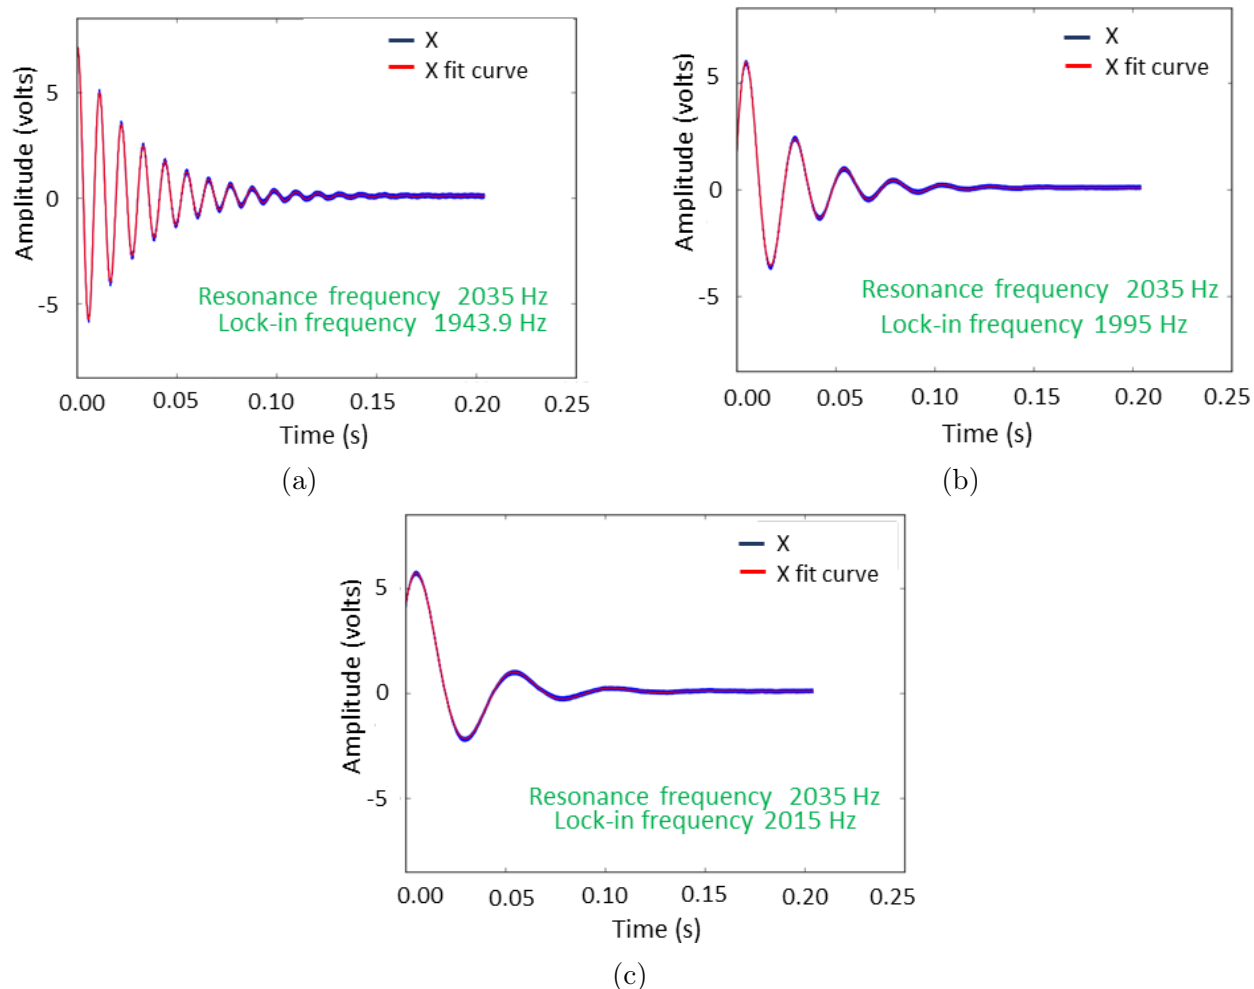 X
X fit curve
Amplitude (volts)
5
0
-5
Resonance frequency 2035 Hz
Lock-in frequency 1943.9 Hz
0.00 0.05 0.10 0.15 0.20 0.25
Time (s)
(a)
X
X fit curve
Amplitude (volts)
5
0
-5
Resonance frequency 2035 Hz
Lock-in frequency 1995 Hz
0.00 0.05 0.10 0.15 0.20 0.25
Time (s)
(b)
X
X fit curve
Amplitude (volts)
5
0
-5
Resonance frequency 2035 Hz
Lock-in frequency 2015 Hz
0.00 0.05 0.10 0.15 0.20 0.25
Time (s)
(c)